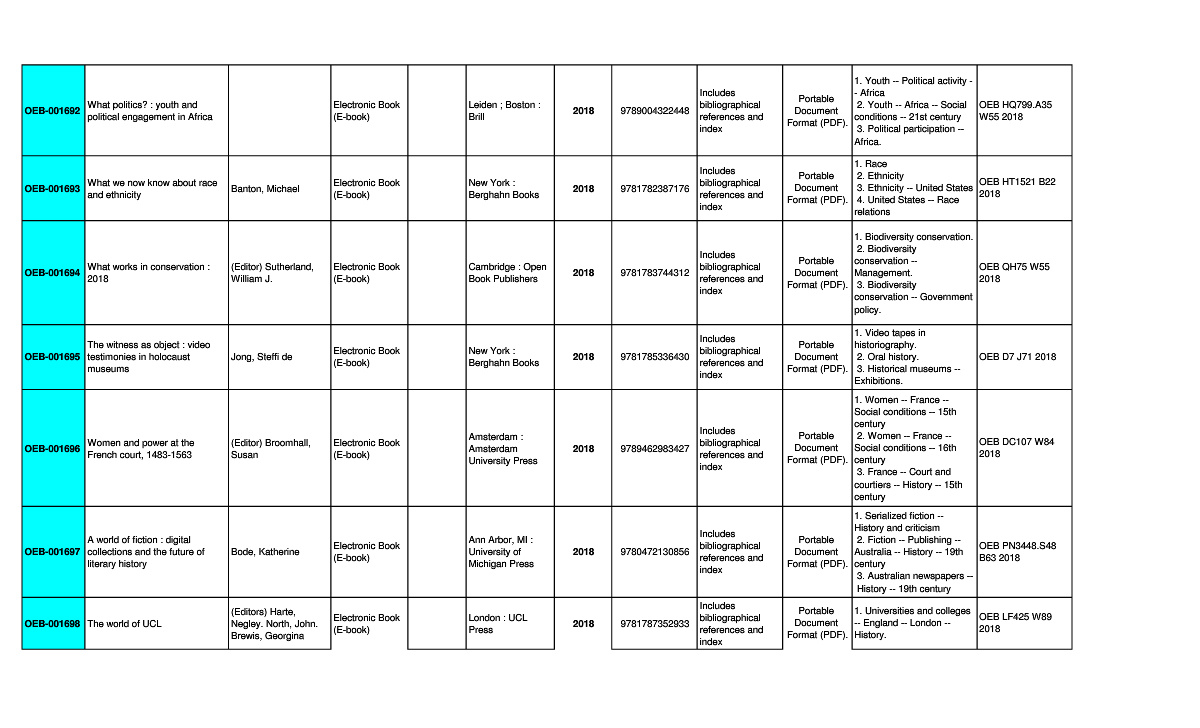 OEB-001692
What politics? : youth and
political engagement in Africa
Electronic Book
(E-book)
Leiden ; Boston :
Brill
2018
9789004322448
Includes
bibliographical
references and
index
Portable
Document
Format (PDF).
1. Youth -- Political activity -
- Africa
2. Youth -- Africa -- Social
conditions -- 21st century
3. Political participation --
Africa.
OEB HQ799.A35
W55 2018
OEB-001693
What we now know about race
and ethnicity
Banton, Michael
Electronic Book
(E-book)
New York :
Berghahn Books
2018
9781782387176
Includes
bibliographical
references and
index
Portable
Document
Format (PDF).
1. Race
2. Ethnicity
3. Ethnicity -- United States
4. United States -- Race
relations
OEB HT1521 B22
2018
OEB-001694
What works in conservation :
2018
(Editor) Sutherland,
William J.
Electronic Book
(E-book)
Cambridge : Open
Book Publishers
2018
9781783744312
Includes
bibliographical
references and
index
Portable
Document
Format (PDF).
1. Biodiversity conservation.
2. Biodiversity
conservation --
Management.
3. Biodiversity
conservation -- Government
policy.
OEB QH75 W55
2018
OEB-001695
The witness as object : video
testimonies in holocaust
museums
Jong, Steffi de
Electronic Book
(E-book)
New York :
Berghahn Books
2018
9781785336430
Includes
bibliographical
references and
index
Portable
Document
Format (PDF).
1. Video tapes in
historiography.
2. Oral history.
3. Historical museums --
Exhibitions.
OEB D7 J71 2018
OEB-001696
Women and power at the
French court, 1483-1563
(Editor) Broomhall,
Susan
Electronic Book
(E-book)
Amsterdam :
Amsterdam
University Press
2018
9789462983427
Includes
bibliographical
references and
index
Portable
Document
Format (PDF).
1. Women -- France --
Social conditions -- 15th
century
2. Women -- France --
Social conditions -- 16th
century
3. France -- Court and
courtiers -- History -- 15th
century
OEB DC107 W84
2018
OEB-001697
A world of fiction : digital
collections and the future of
literary history
Bode, Katherine
Electronic Book
(E-book)
Ann Arbor, MI :
University of
Michigan Press
2018
9780472130856
Includes
bibliographical
references and
index
Portable
Document
Format (PDF).
1. Serialized fiction --
History and criticism
2. Fiction -- Publishing --
Australia -- History -- 19th
century
3. Australian newspapers --
History -- 19th century
OEB PN3448.S48
B63 2018
OEB-001698
The world of UCL
(Editors) Harte,
Negley. North, John.
Brewis, Georgina
Electronic Book
(E-book)
London : UCL
Press
2018
9781787352933
Includes
bibliographical
references and
index
Portable
Document
Format (PDF).
1. Universities and colleges
-- England -- London --
History.
OEB LF425 W89
2018